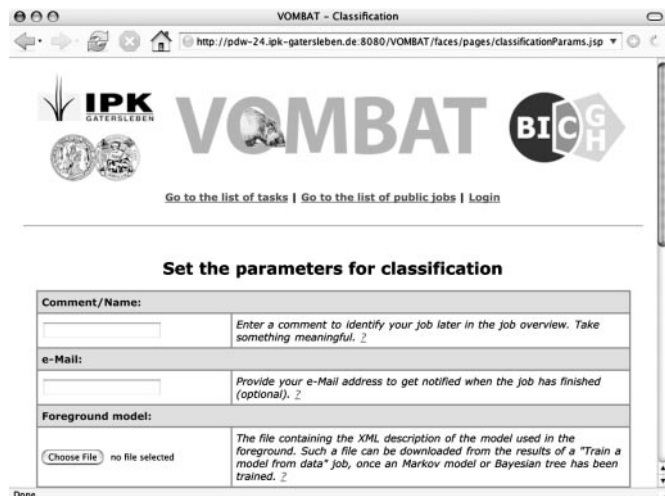 VOMBAT - Classification
http://pdw-24.ipk-gatersleben.de:8080/VOMBAT/faces/pages/classificationParams.jsp
IPK
GATERSLEBEN
VOMBAT
BIC
GH
Go to the list of tasks | Go to the list of public jobs | Login
Set the parameters for classification
Comment/Name:
Enter a comment to identify your job later in the job overview. Take
something meaningful. ?
e-Mail:
Provide your e-Mail address to get notified when the job has finished
(optional). ?
Foreground model:
Choose File no file selected
The file containing the XML description of the model used in the
foreground. Such a file can be downloaded from the results of a "Train a
model from data" job, once an Markov model or Bayesian tree has been
trained. ?
Done